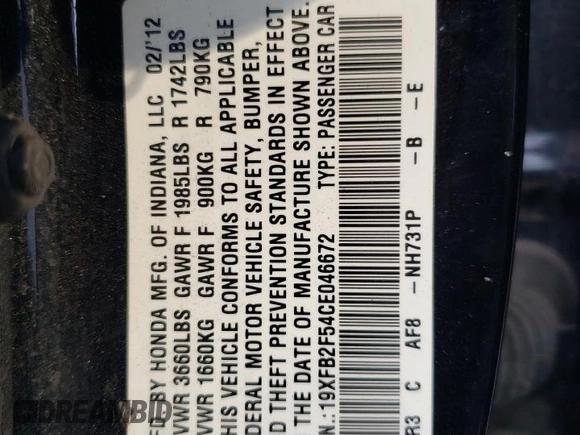 FD BY HONDA MFG. OF INDIANA, LLC 02/'12
VWR 3660LBS GAWR F 1985LBS R 1742LBS
VWR 1660KG GAWR F 900KG R 790KG
HIS VEHICLE CONFORMS TO ALL APPLICABLE
DERAL MOTOR VEHICLE SAFETY, BUMPER,
D THEFT PREVENTION STANDARDS IN EFFECT
THE DATE OF MANUFACTURE SHOWN ABOVE.
N.:19XFB2F54CE046672 TYPE: PASSENGER CAR
R3 C AF8 -NH731P -B -E
DREAMBID